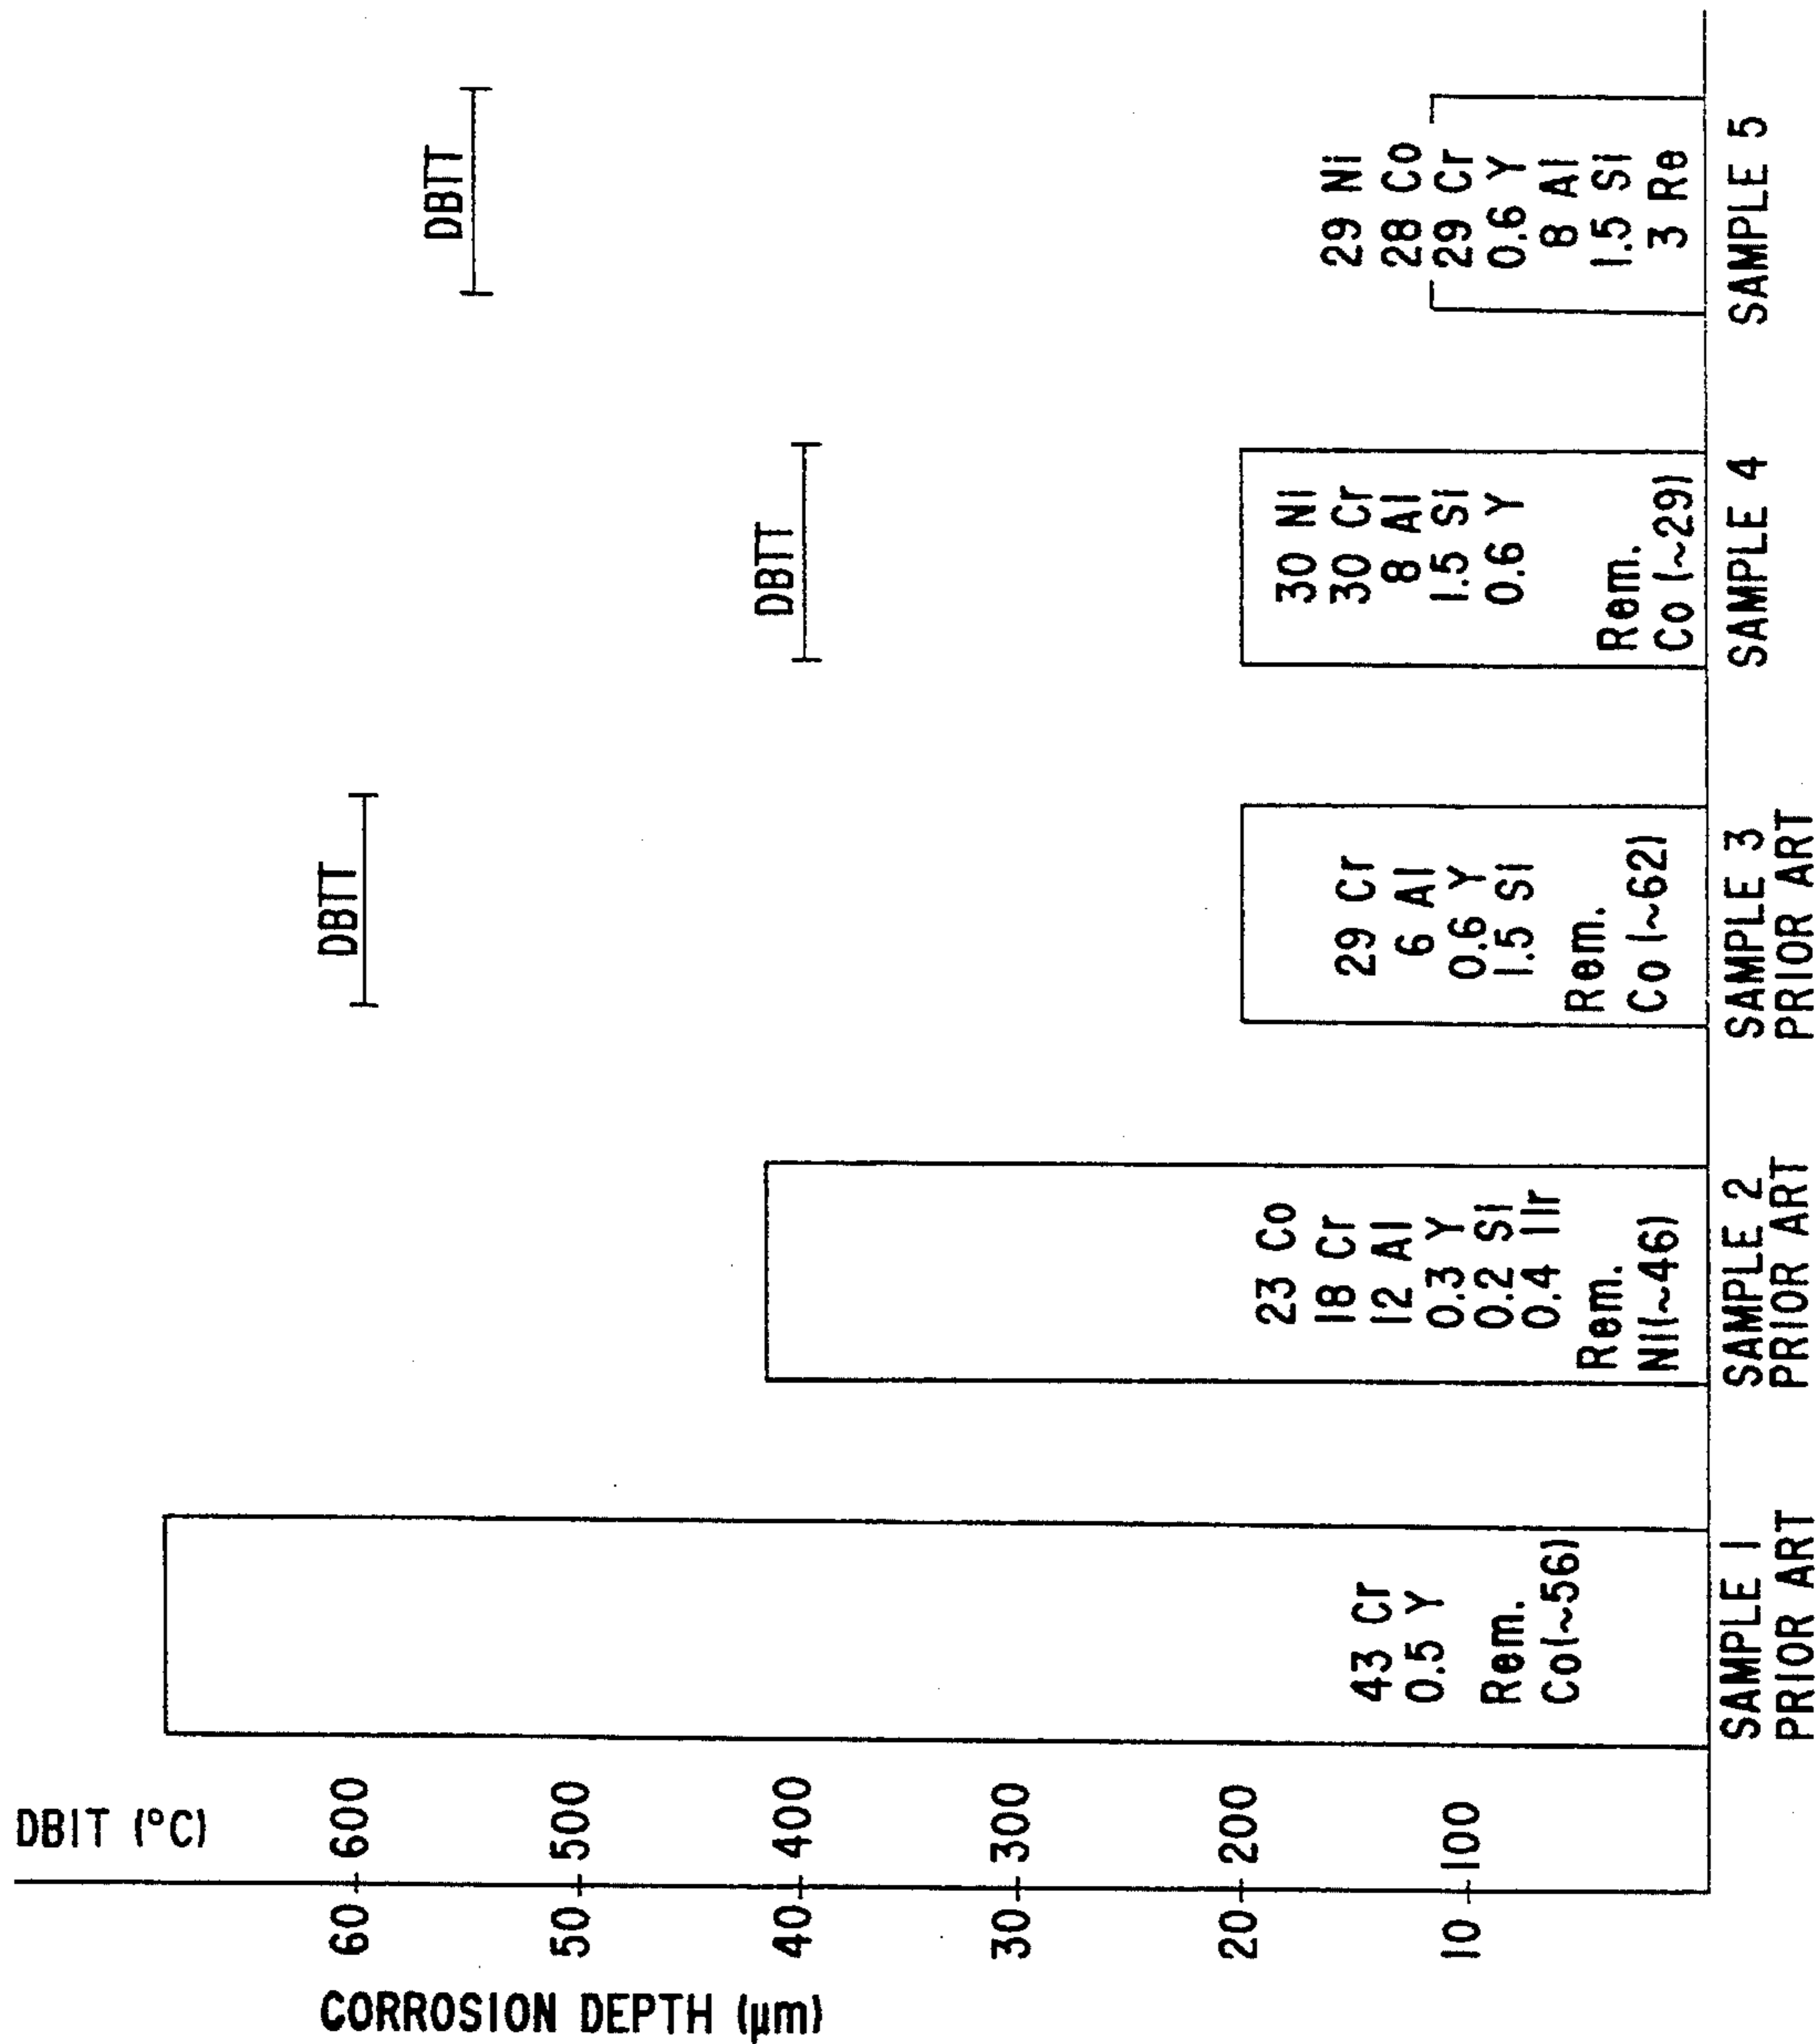 DBIT (°C)
CORROSION DEPTH (µm)
60 600
50 500
40 400
30 300
20 200
10 100
43 Cr
0.5 Y
Rem.
Co(~56)
SAMPLE 1
PRIOR ART
23 Co
18 Cr
12 Al
0.3 Y
0.2 Si
0.4 Ir
Rem.
Ni(~46)
SAMPLE 2
PRIOR ART
DBTT
29 Cr
6 Al
0.6 Y
1.5 Si
Rem.
Co (~62)
SAMPLE 3
PRIOR ART
DBTT
30 Ni
30 Cr
8 Al
1.5 Si
0.6 Y
Rem.
Co (~29)
SAMPLE 4
DBTT
29 Ni
28 Co
29 Cr
0.6 Y
8 Al
1.5 Si
3 Re
SAMPLE 5